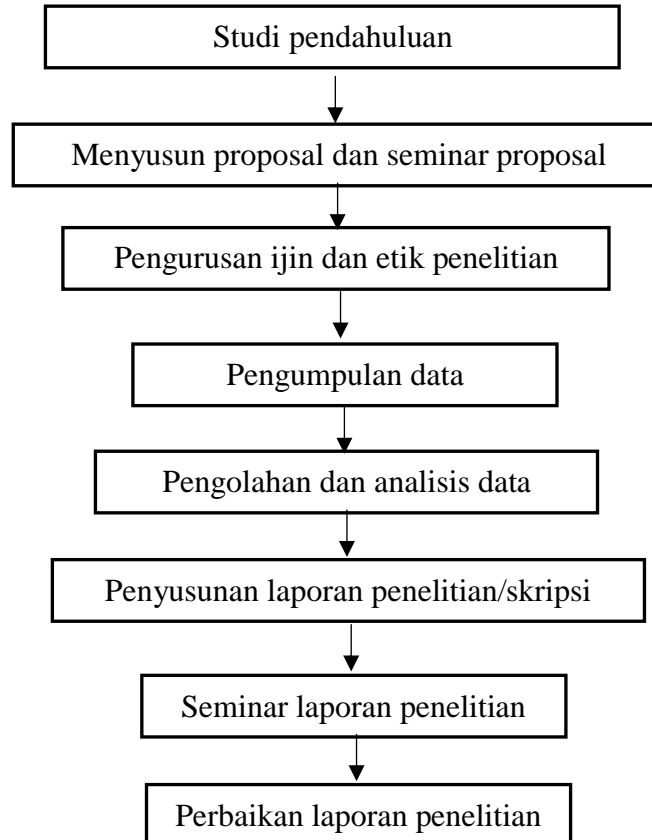 Studi pendahuluan
Menyusun proposal dan seminar proposal
Pengurusan ijin dan etik penelitian
Pengumpulan data
Pengolahan dan analisis data
Penyusunan laporan penelitian/skripsi
Seminar laporan penelitian
Perbaikan laporan penelitian